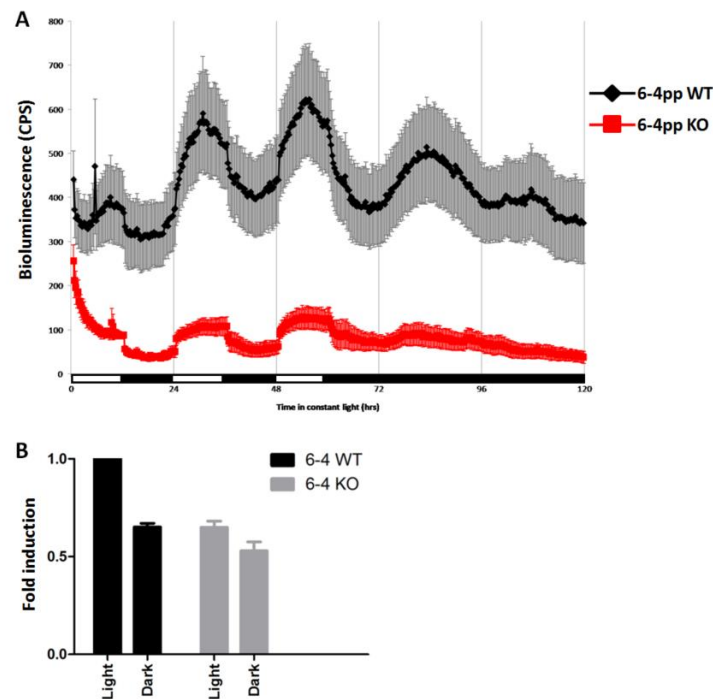 A
800
700
600
500
400
300
200
100
0
Bioluminescence (CPS)
0 24 48 72 96 120
Time in constant light (hrs)
6-4pp WT
6-4pp KO
B
1.0
0.5
0.0
Fold induction
6-4 WT
6-4 KO
Light Dark Light Dark